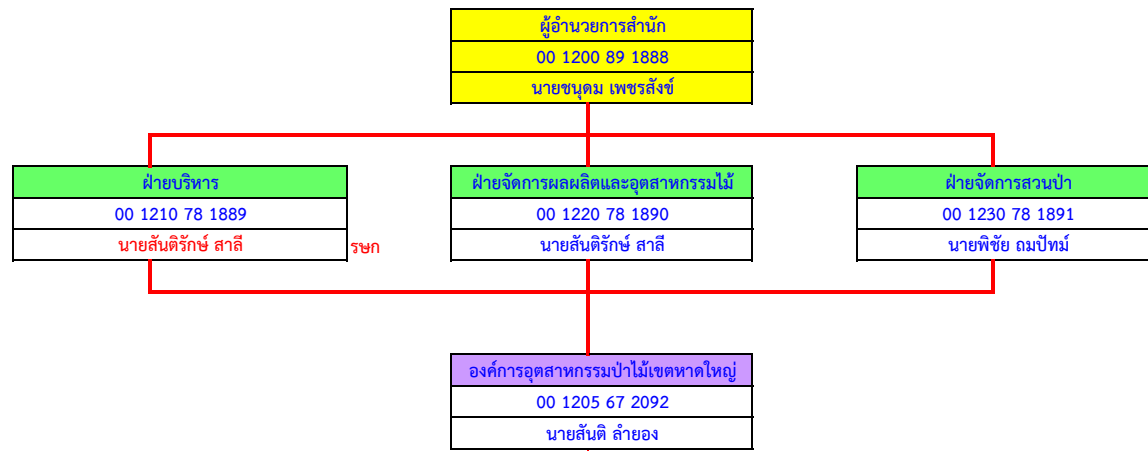 ผู้อำนวยการสำนัก
00 1200 89 1888
นายชนุดม เพชรสังข์
ฝ่ายบริหาร
00 1210 78 1889
นายสันติรักษ์ สาลี
รษก
ฝ่ายจัดการผลผลิตและอุตสาหกรรมไม้
00 1220 78 1890
นายสันติรักษ์ สาลี
ฝ่ายจัดการสวนป่า
00 1230 78 1891
นายพิชัย ถมปัทม์
องค์การอุตสาหกรรมป่าไม้เขตหาดใหญ่
00 1205 67 2092
นายสันติ ลำยอง